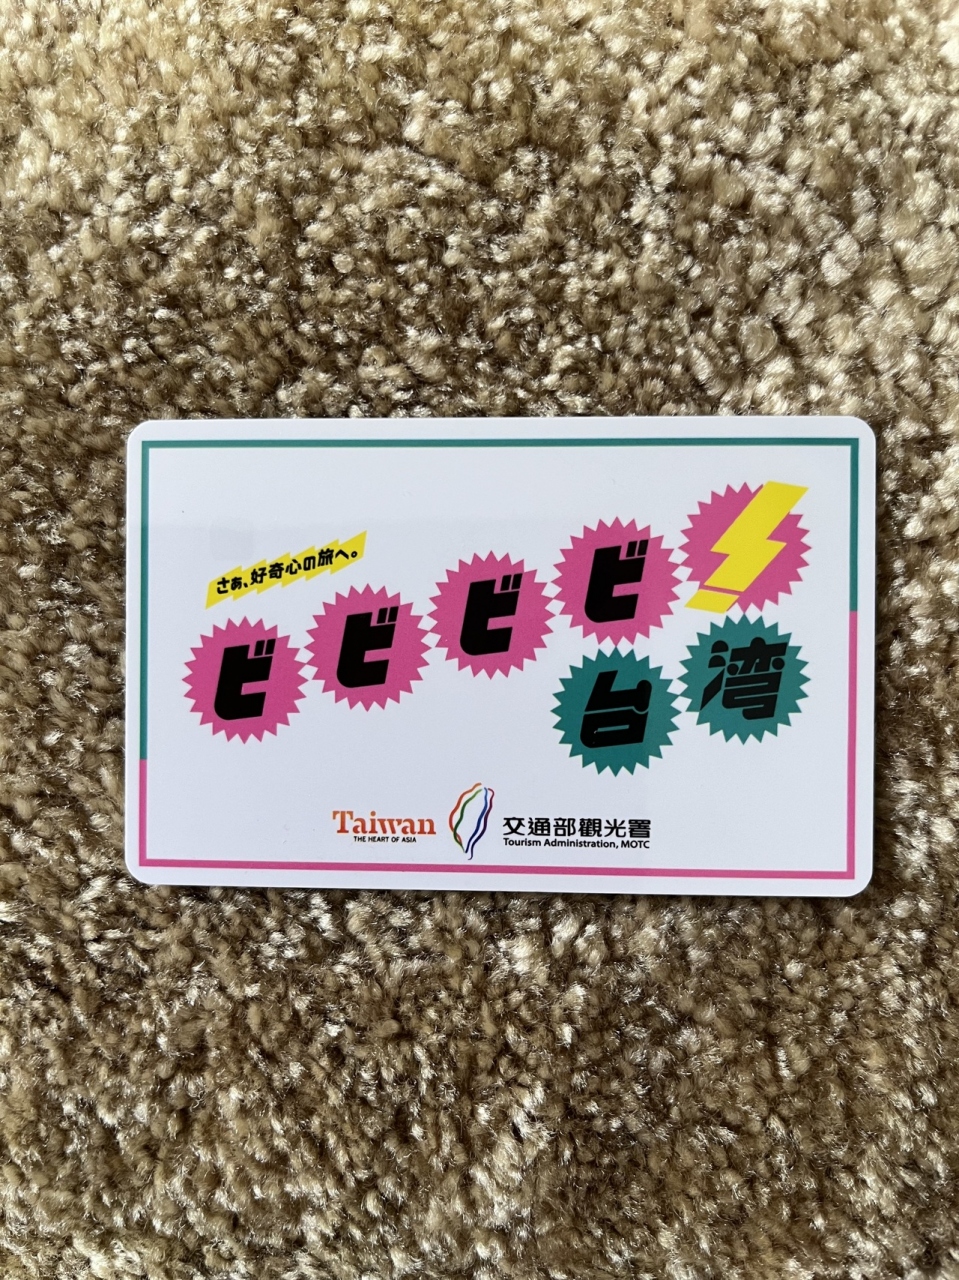 さぁ、好奇心の旅へ。
ビビビビ!
台湾
Taiwan
THE HEART OF ASIA
交通部觀光署
Tourism Administration, MOTC